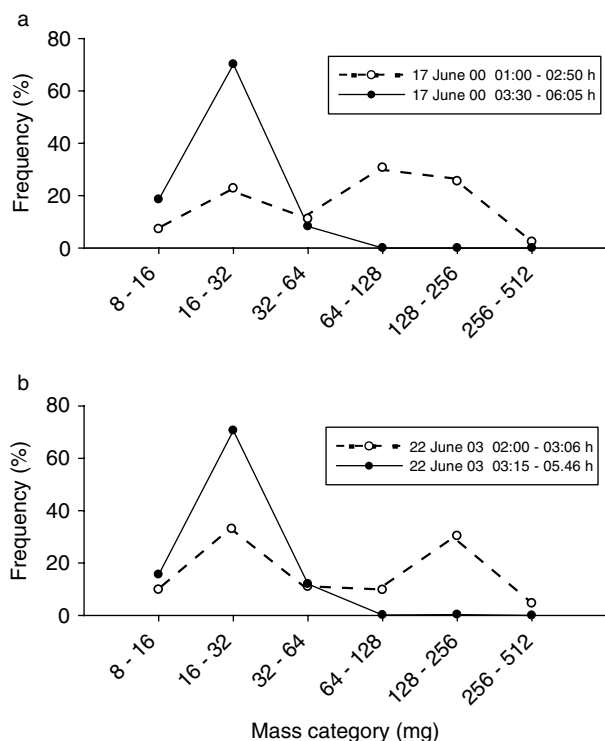 a
Frequency (%)
80
60
40
20
0
17 June 00 01:00 - 02:50 h
17 June 00 03:30 - 06:05 h
8 - 16
16 - 32
32 - 64
64 - 128
128 - 256
256 - 512
b
Frequency (%)
80
60
40
20
0
22 June 03 02:00 - 03:06 h
22 June 03 03:15 - 05.46 h
8 - 16
16 - 32
32 - 64
64 - 128
128 - 256
256 - 512
Mass category (mg)